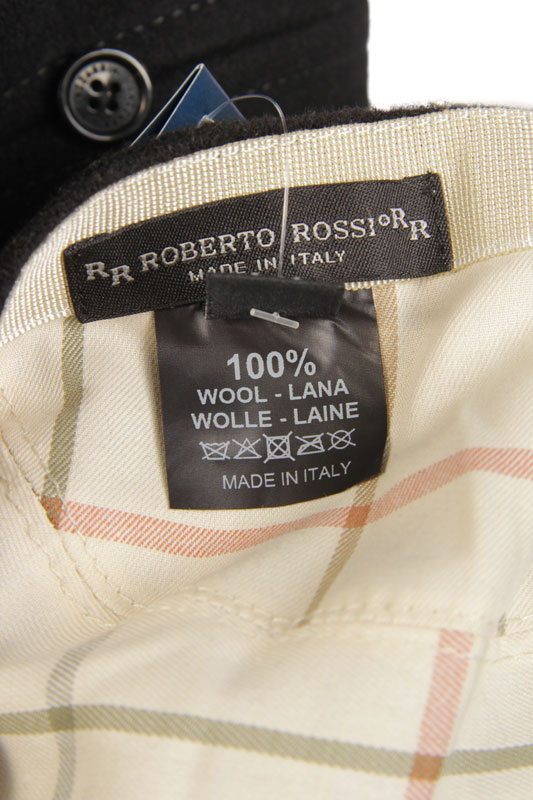 RR ROBERTO ROSSI RR
MADE IN ITALY
100%
WOOL - LANA
WOLLE - LAINE
MADE IN ITALY